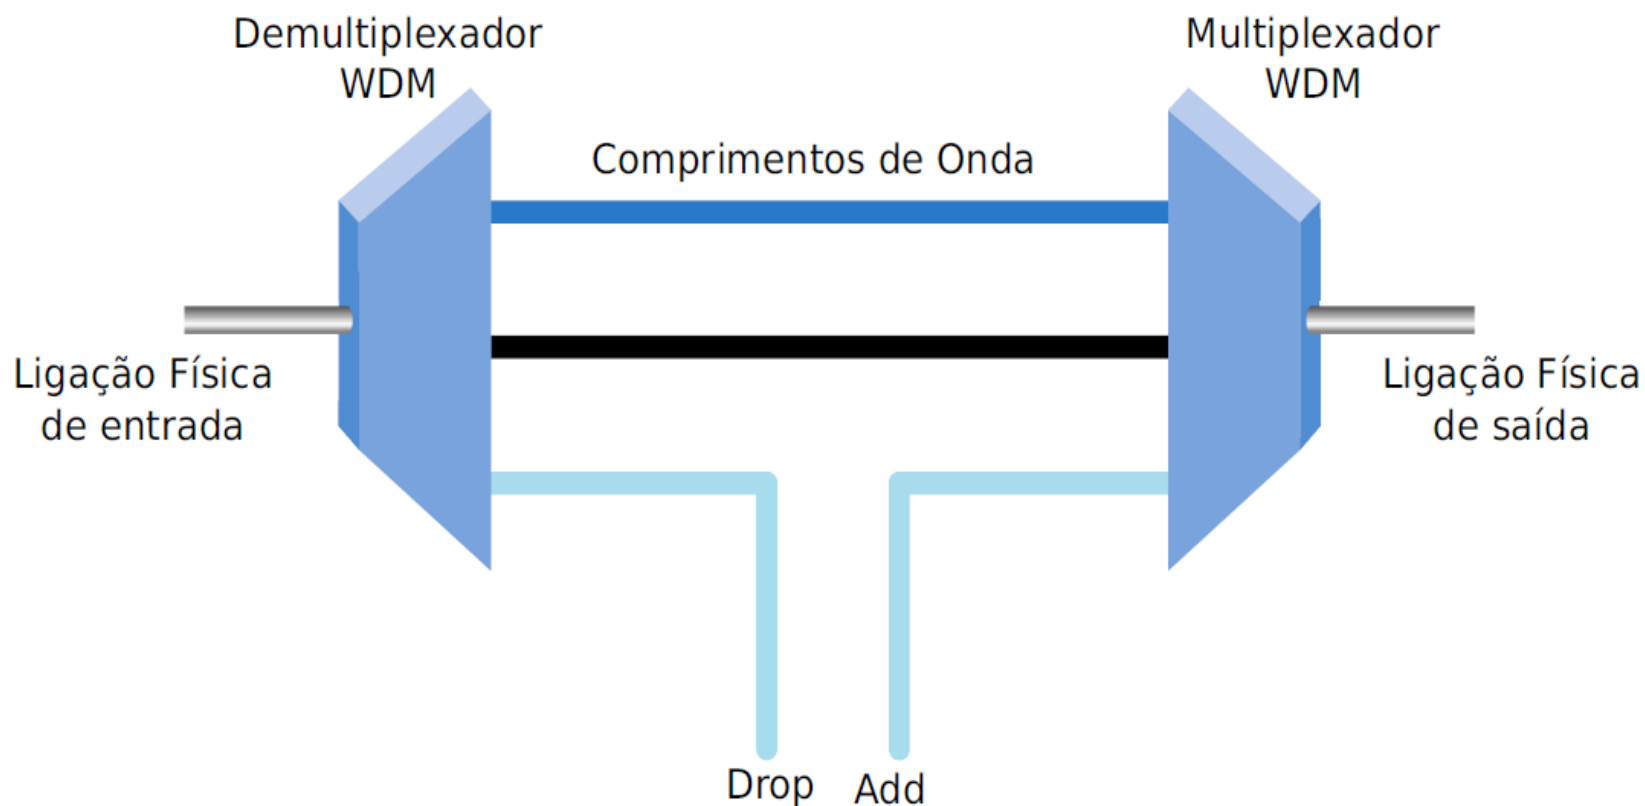 Demultiplexador
WDM
Multiplexador
WDM
Comprimentos de Onda
Ligação Física
de entrada
Ligação Física
de saída
Drop
Add